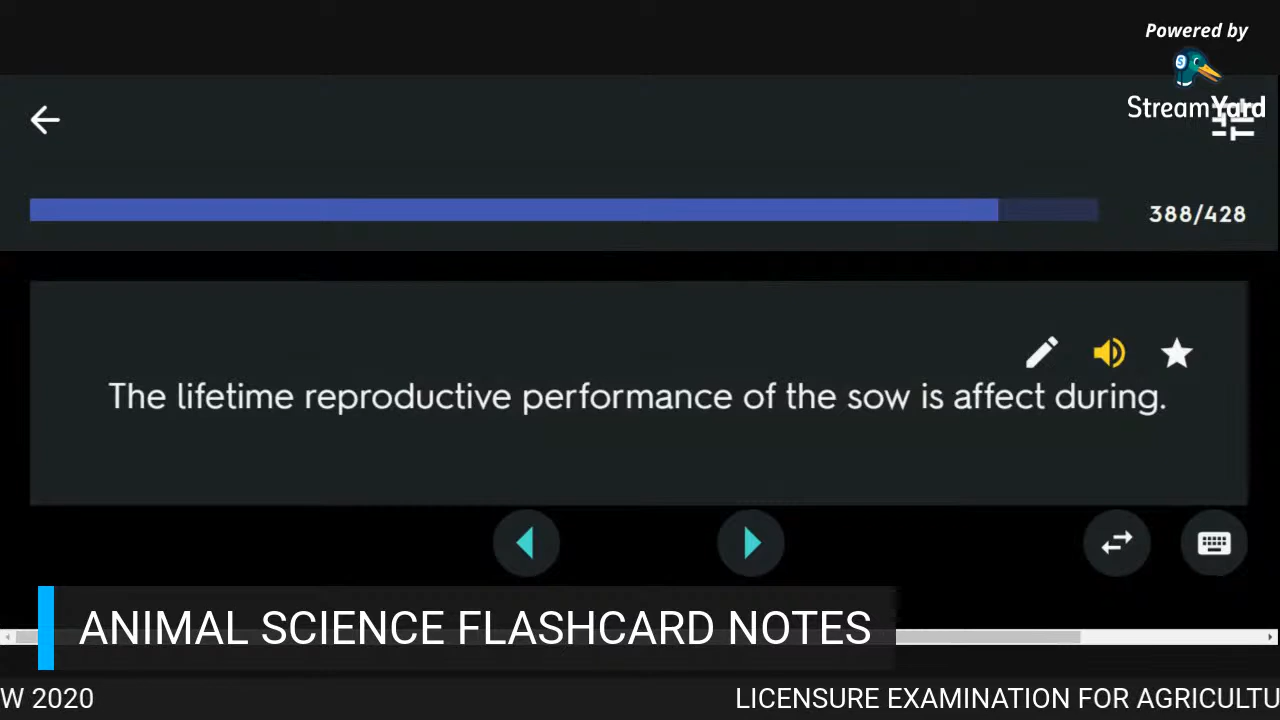 Powered by
StreamYard
388/428
The lifetime reproductive performance of the sow is affect during.
ANIMAL SCIENCE FLASHCARD NOTES
W 2020
LICENSURE EXAMINATION FOR AGRICULTU